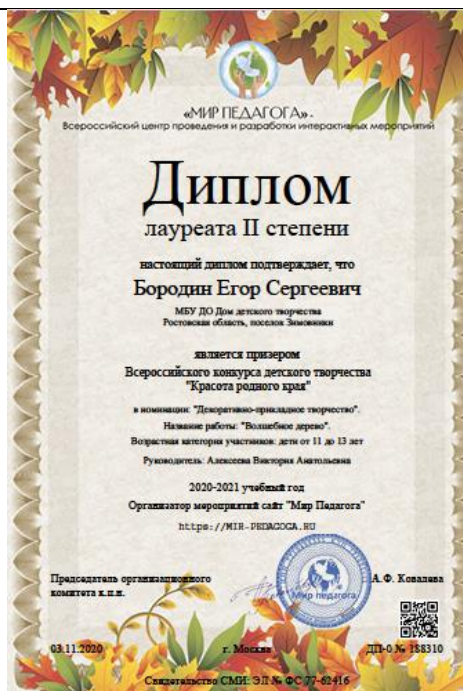 «МИР ПЕДАГОГА» -
Всероссийский центр проведения и разработки интерактивных мероприятий
Диплом
лауреата II степени
настоящий диплом подтверждает, что
Бородин Егор Сергеевич
МБУ ДО Дом детского творчества
Ростовская область, поселок Зимовники
является призером
Всероссийского конкурса детского творчества
"Красота родного края"
в номинации: "Декоративно-прикладное творчество".
Название работы: "Волшебное дерево".
Возрастная категория участников: дети от 11 до 13 лет
Руководитель: Алексеева Виктория Анатольевна
2020-2021 учебный год
Организатор мероприятий сайт "Мир Педагога"
https://MIR-PEDAGOGA.RU
Председатель организационного
комитета к.п.н.
Мир педагога
А.Ф. Ковалева
03.11.2020 г. Москва ДП-0 № 188310
Свидетельство СМИ: ЭЛ № ФС 77-62416